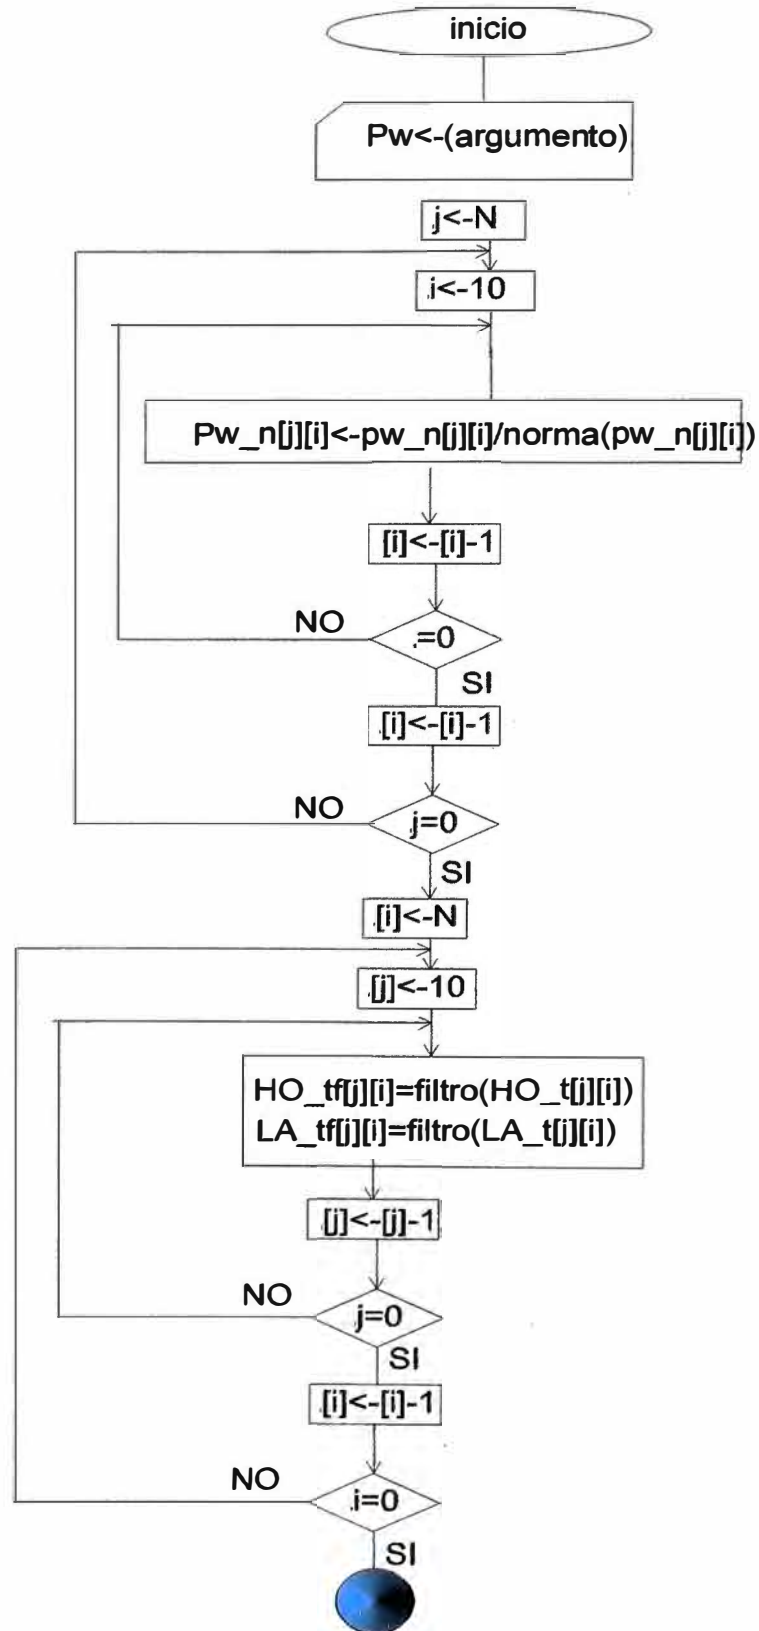 inicio
Pw<-(argumento)
j<-N
.i<-10
Pw_n[j][i]<-pw_n[j][i]/norma(pw_n[j][i])
[i]<-[i]-1
NO
.=0
SI
.[i]<-[i]-1
NO
j=0
SI
.[i]<-N
.[j]<-10
HO_tf[j][i]=filtro(HO_t[j][i])
LA_tf[j][i]=filtro(LA_t[j][i])
.[j]<-[j]-1
NO
j=0
SI
.[i]<-[i]-1
NO
.i=0
SI